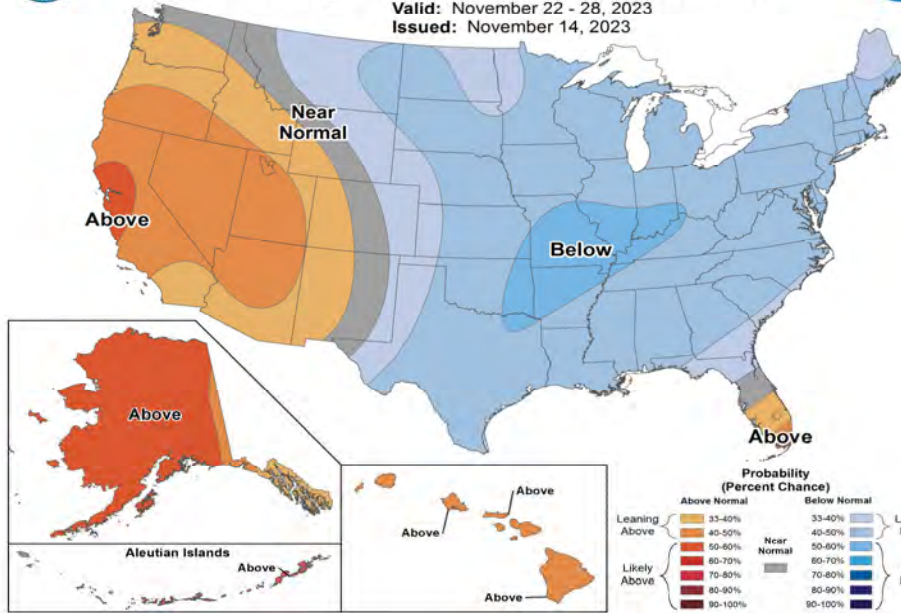 Valid: November 22 - 28, 2023
Issued: November 14, 2023
Near
Normal
Above
Below
Above
Above
Above
Above
Above
Aleutian Islands
Above
Above
Probability
(Percent Chance)
Above Normal
Below Normal
Leaning
Above
33-40%
40-50%
Likely
Above
50-60%
60-70%
70-80%
80-90%
90-100%
Near
Normal
33-40%
40-50%
50-60%
60-70%
70-80%
80-90%
90-100%